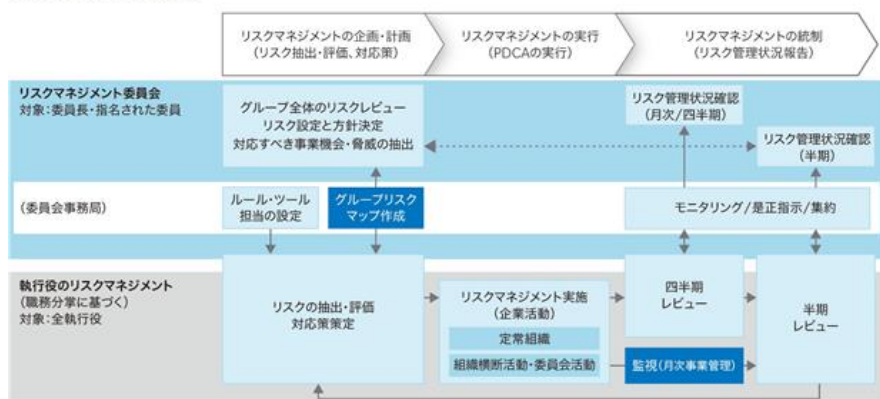 リスクマネジメントの企画・計画
(リスク抽出・評価、対応策)
リスクマネジメントの実行
(PDCAの実行)
リスクマネジメントの統制
(リスク管理状況報告)
リスクマネジメント委員会
対象:委員長・指名された委員
グループ全体のリスクレビュー
リスク設定と方針決定
対応すべき事業機会・脅威の抽出
リスク管理状況確認
(月次/四半期)
リスク管理状況確認
(半期)
(委員会事務局)
ルール・ツール
担当の設定
グループリスク
マップ作成
モニタリング/是正指示/集約
執行役のリスクマネジメント
(職務分掌に基づく)
対象:全執行役
リスクの抽出・評価
対応策策定
リスクマネジメント実施
(企業活動)
定常組織
組織横断活動・委員会活動
四半期
レビュー
監視(月次事業管理)
半期
レビュー